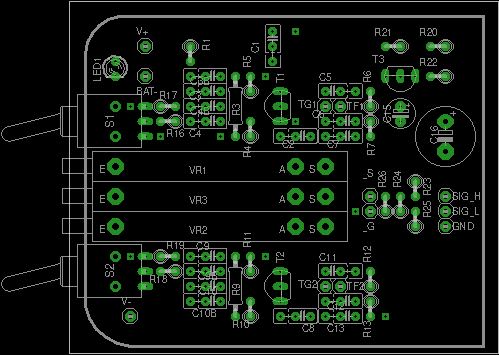 V+
R1
C1
R21
R20
LED1
R5
T1
T3
R22
BAT-
R17
R3
C5
R6
TG1
TF1
C15
S1
R16
C4
R4
C2
C7
R7
C16
E
VR1
A
S
E
VR3
A
S
E
VR2
A
S
_S
R26
R24
R23
SIG_H
SIG_L
_G
R25
GND
R19
C9
R11
R12
T2
C11
S2
R18
R9
TG2
TF2
V-
C10B
R10
C8
C13
R13